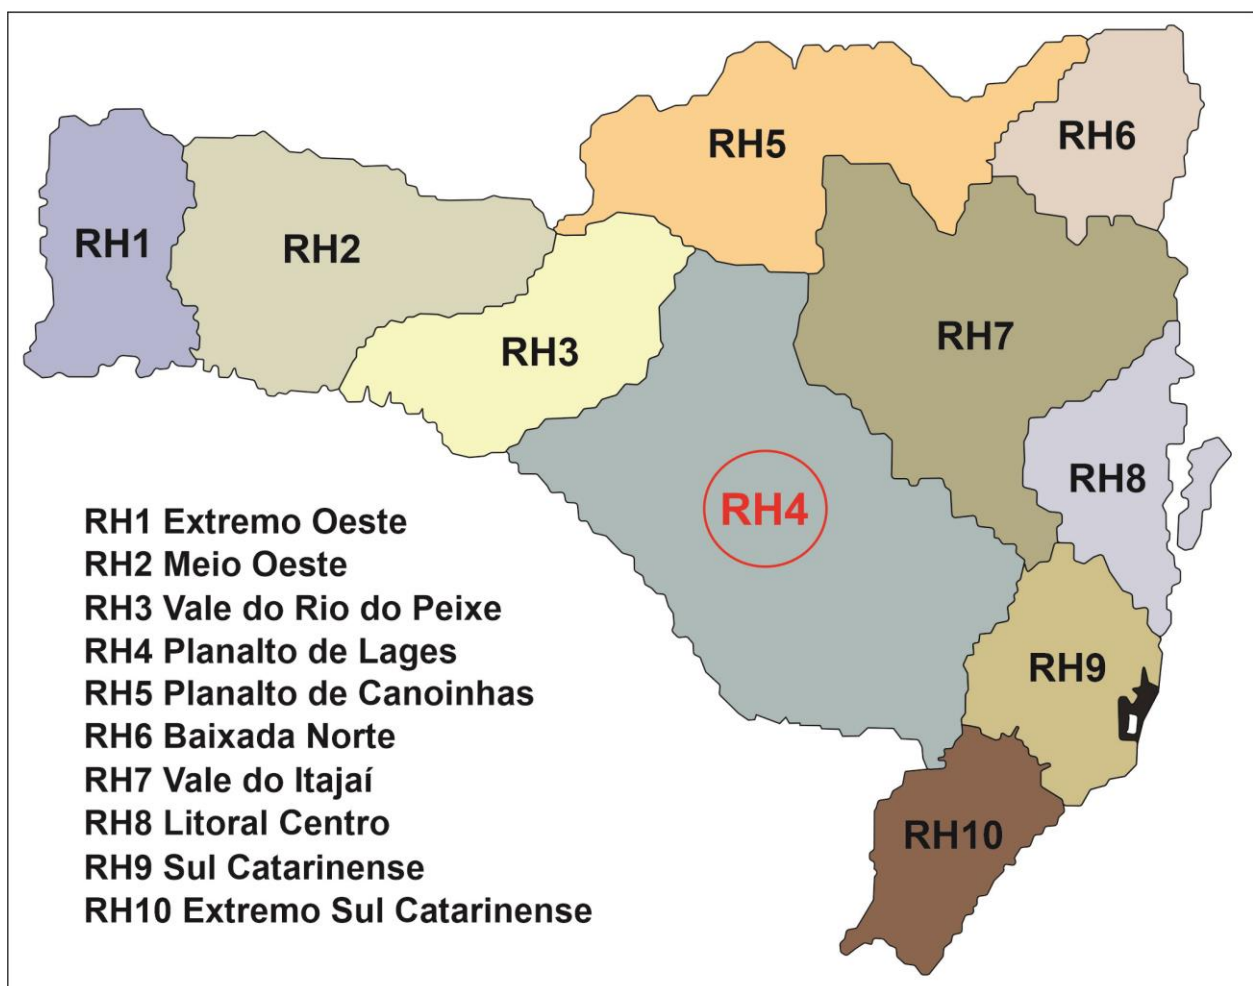 RH5
RH6
RH1
RH2
RH7
RH3
RH8
RH4
RH9
RH10
RH1 Extremo Oeste
RH2 Meio Oeste
RH3 Vale do Rio do Peixe
RH4 Planalto de Lages
RH5 Planalto de Canoinhas
RH6 Baixada Norte
RH7 Vale do Itajaí
RH8 Litoral Centro
RH9 Sul Catarinense
RH10 Extremo Sul Catarinense